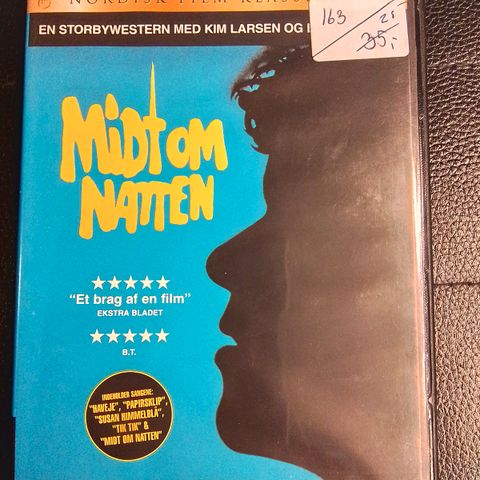 NORDISK FILM
EN STORBYWESTERN MED KIM LARSEN OG
163
25
35,-
MiDT OM
NATTEN
"Et brag af en film"
EKSTRA BLADET
B.T.
INDEHOLDER SANGENE:
"HAVEJE", "PAPIRSKLIP",
"SUSAN HIMMELBLÅ",
"TIK TIK" &
"MIDT OM NATTEN"